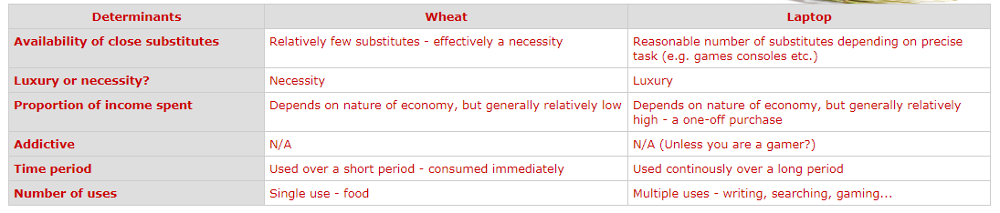 Determinants Wheat Laptop
Availability of close substitutes Relatively few substitutes - effectively a necessity Reasonable number of substitutes depending on precise
task (e.g. games consoles etc.)
Luxury or necessity? Necessity Luxury
Proportion of income spent Depends on nature of economy, but generally relatively low Depends on nature of economy, but generally relatively
high - a one-off purchase
Addictive N/A N/A (Unless you are a gamer?)
Time period Used over a short period - consumed immediately Used continously over a long period
Number of uses Single use - food Multiple uses - writing, searching, gaming...